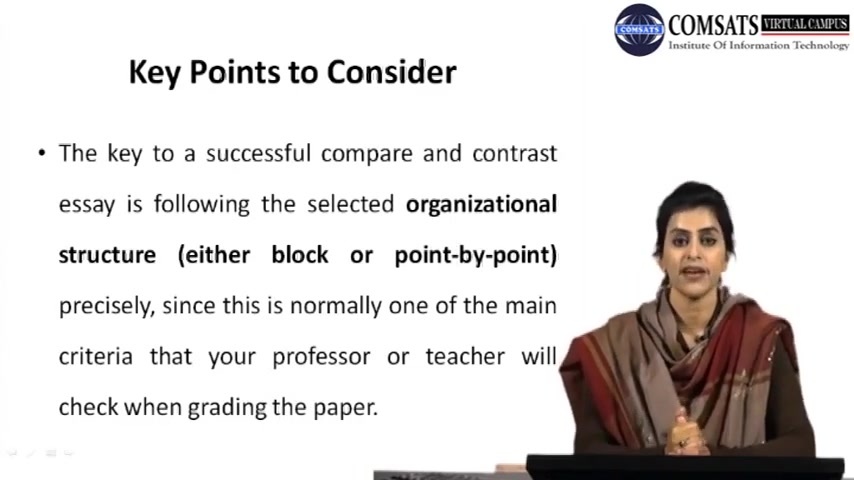 COMSATS VIRTUAL CAMPUS
Institute Of Information Technology
COMSATS
Key Points to Consider
• The key to a successful compare and contrast
essay is following the selected organizational
structure (either block or point-by-point)
precisely, since this is normally one of the main
criteria that your professor or teacher will
check when grading the paper.